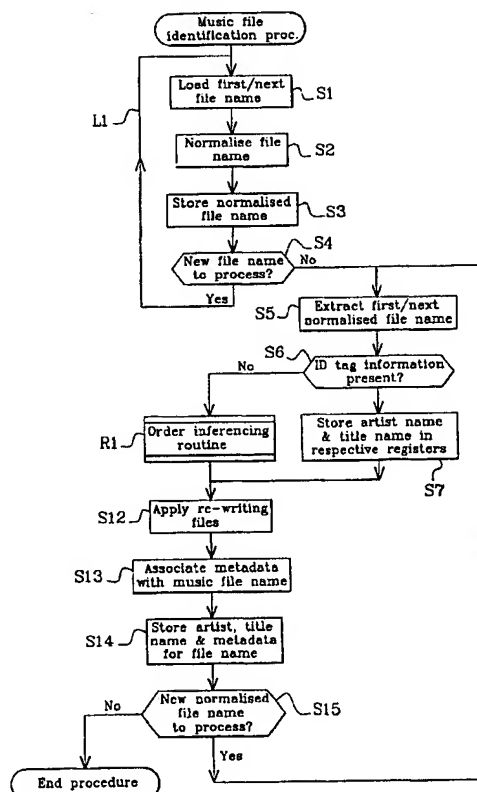 Music file
identification proc.
Load first/next
file name
S1
L1
Normalise file
name
S2
Store normalised
file name
S3
New file name
to process?
S4
No
Yes
Extract first/next
normalised file name
S5
S6
ID tag information
present?
No
R1
Order inferencing
routine
Store artist name
& title name in
respective registers
S7
S12
Apply re-writing
files
S13
Associate metadata
with music file name
S14
Store artist, title
name & metadata
for file name
No
New normalised
file name
to process?
S15
Yes
End procedure